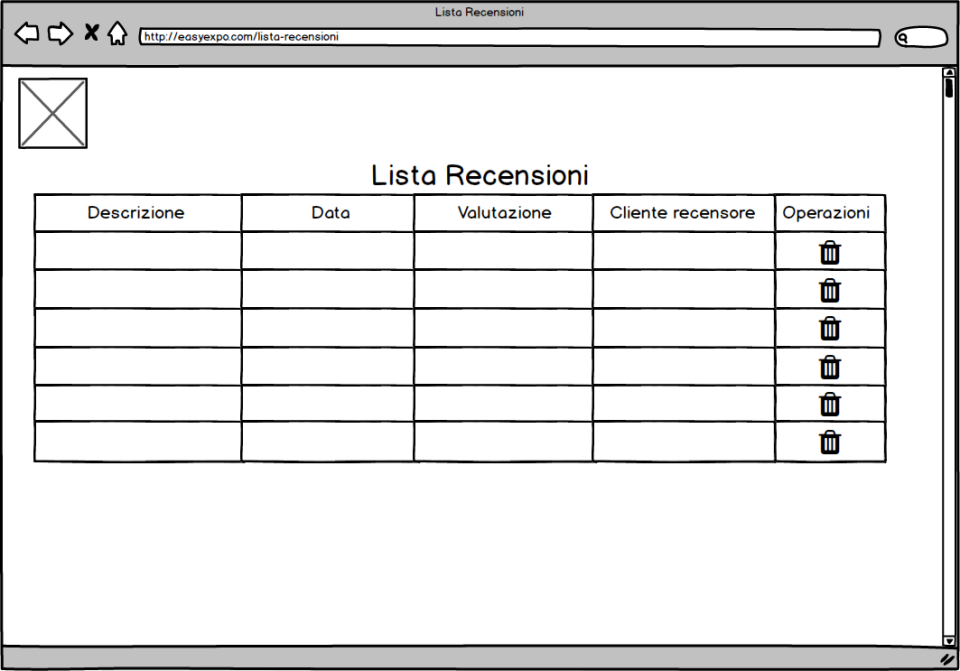 Lista Recensioni
http://easyexpo.com/lista-recensioni
Lista Recensioni
Descrizione Data Valutazione Cliente recensore Operazioni